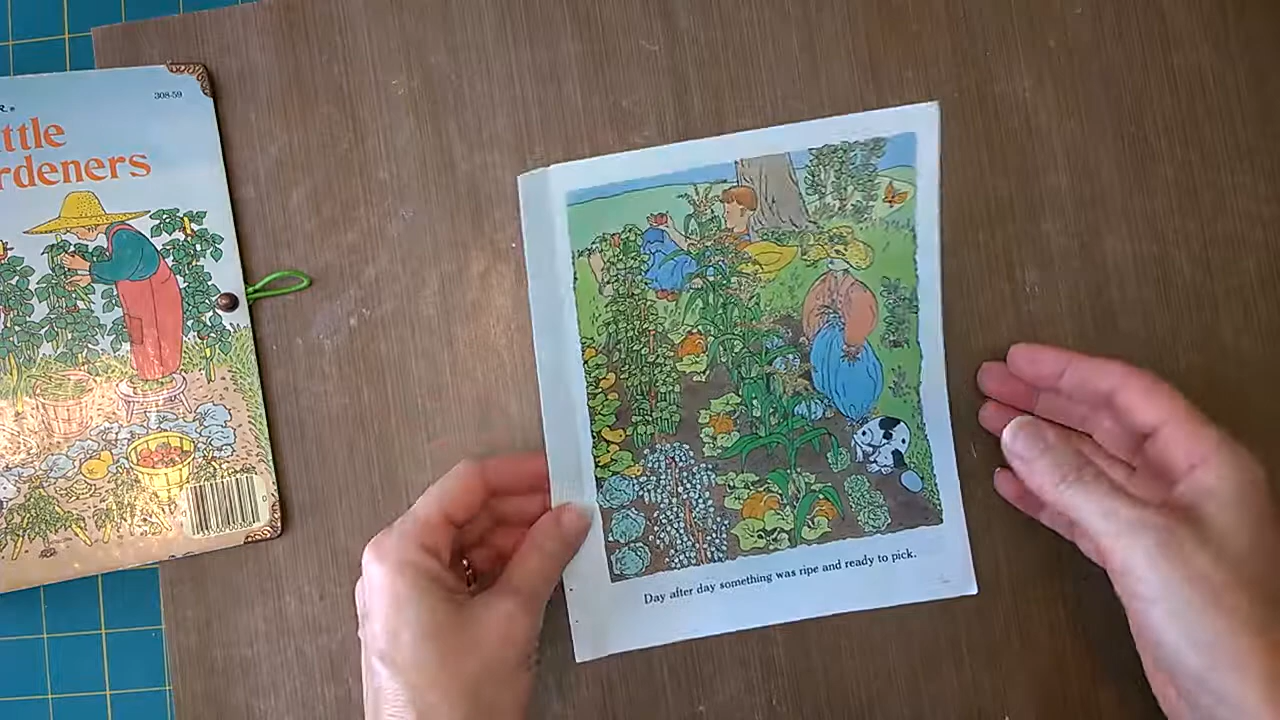 R®
308-59
ttle
rdeners
Day after day something was ripe and ready to pick.